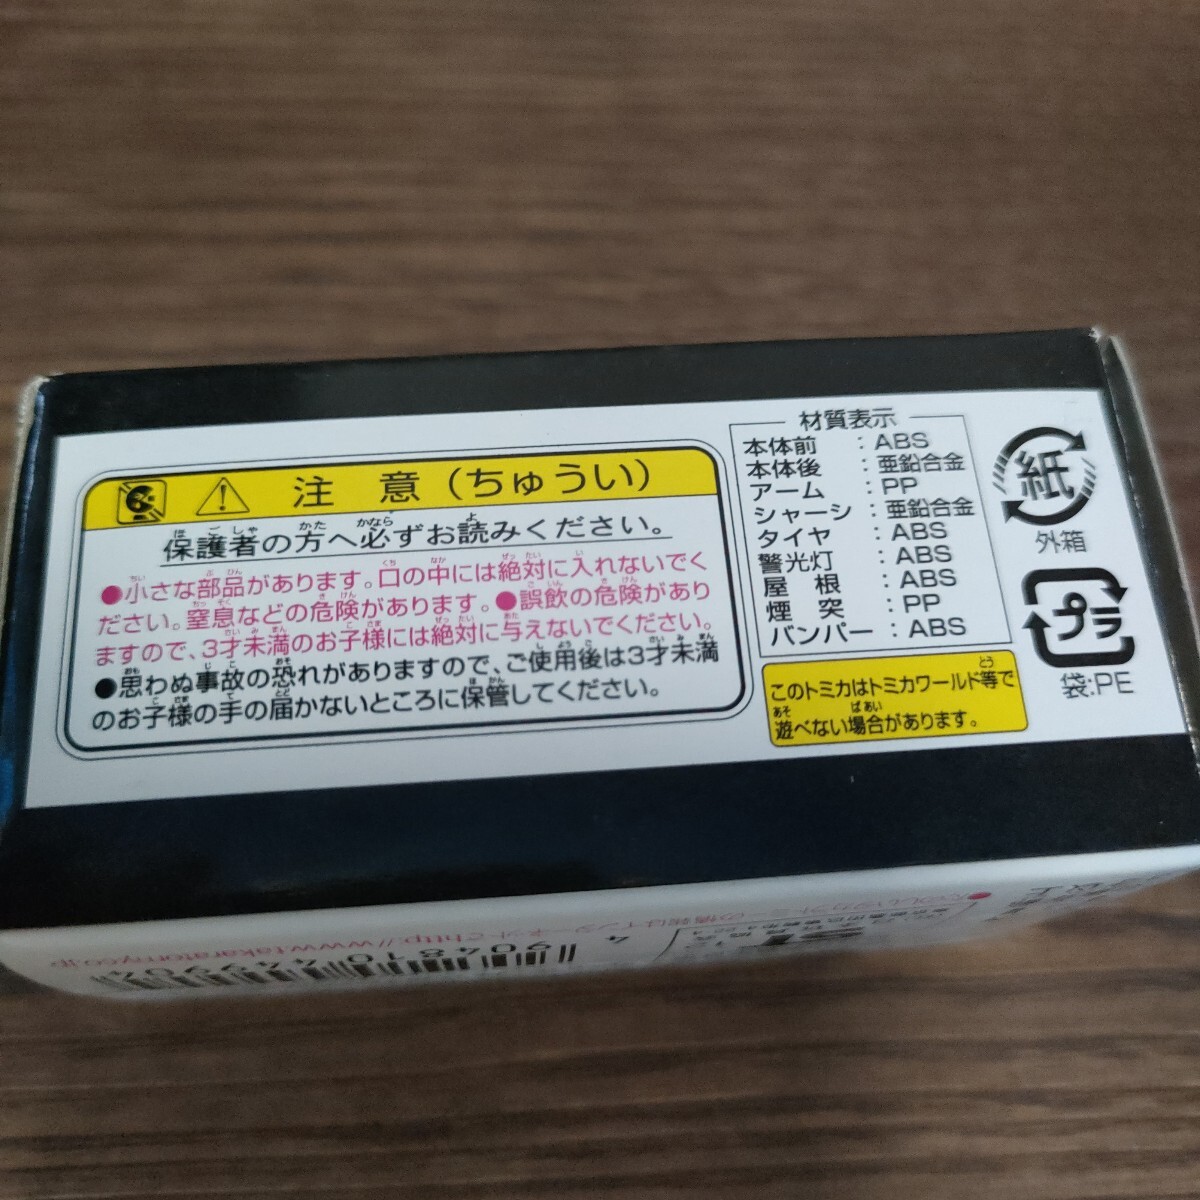 注 意(ちゅうい)
保護者の方へ必ずお読みください。
●小さな部品があります。口の中には絶対に入れないでく
ださい。窒息などの危険があります。●誤飲の危険があり
ますので、3才未満のお子様には絶対に与えないでください。
●思わぬ事故の恐れがありますので、ご使用後は3才未満
のお子様の手の届かないところに保管してください。
材質表示
本体前 : ABS
本体後 : 亜鉛合金
アーム : PP
シャーシ : 亜鉛合金
タイヤ : ABS
警光灯 : ABS
屋 根 : ABS
煙 突 : PP
バンパー : ABS
このトミカはトミカワールド等で
遊べない場合があります。
紙
外箱
プラ
袋:PE
http://www.takaratomy.co.jp
4 904810 449904